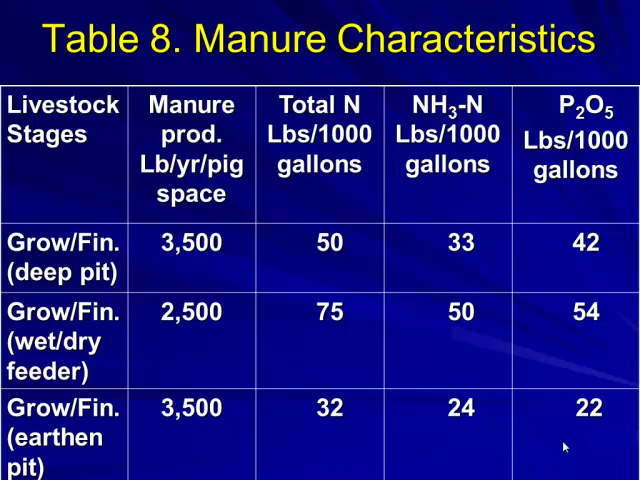 Table 8. Manure Characteristics
Livestock Stages | Manure prod. Lb/yr/pig space | Total N Lbs/1000 gallons | NH3-N Lbs/1000 gallons | P2O5 Lbs/1000 gallons
Grow/Fin. (deep pit) | 3,500 | 50 | 33 | 42
Grow/Fin. (wet/dry feeder) | 2,500 | 75 | 50 | 54
Grow/Fin. (earthen pit) | 3,500 | 32 | 24 | 22